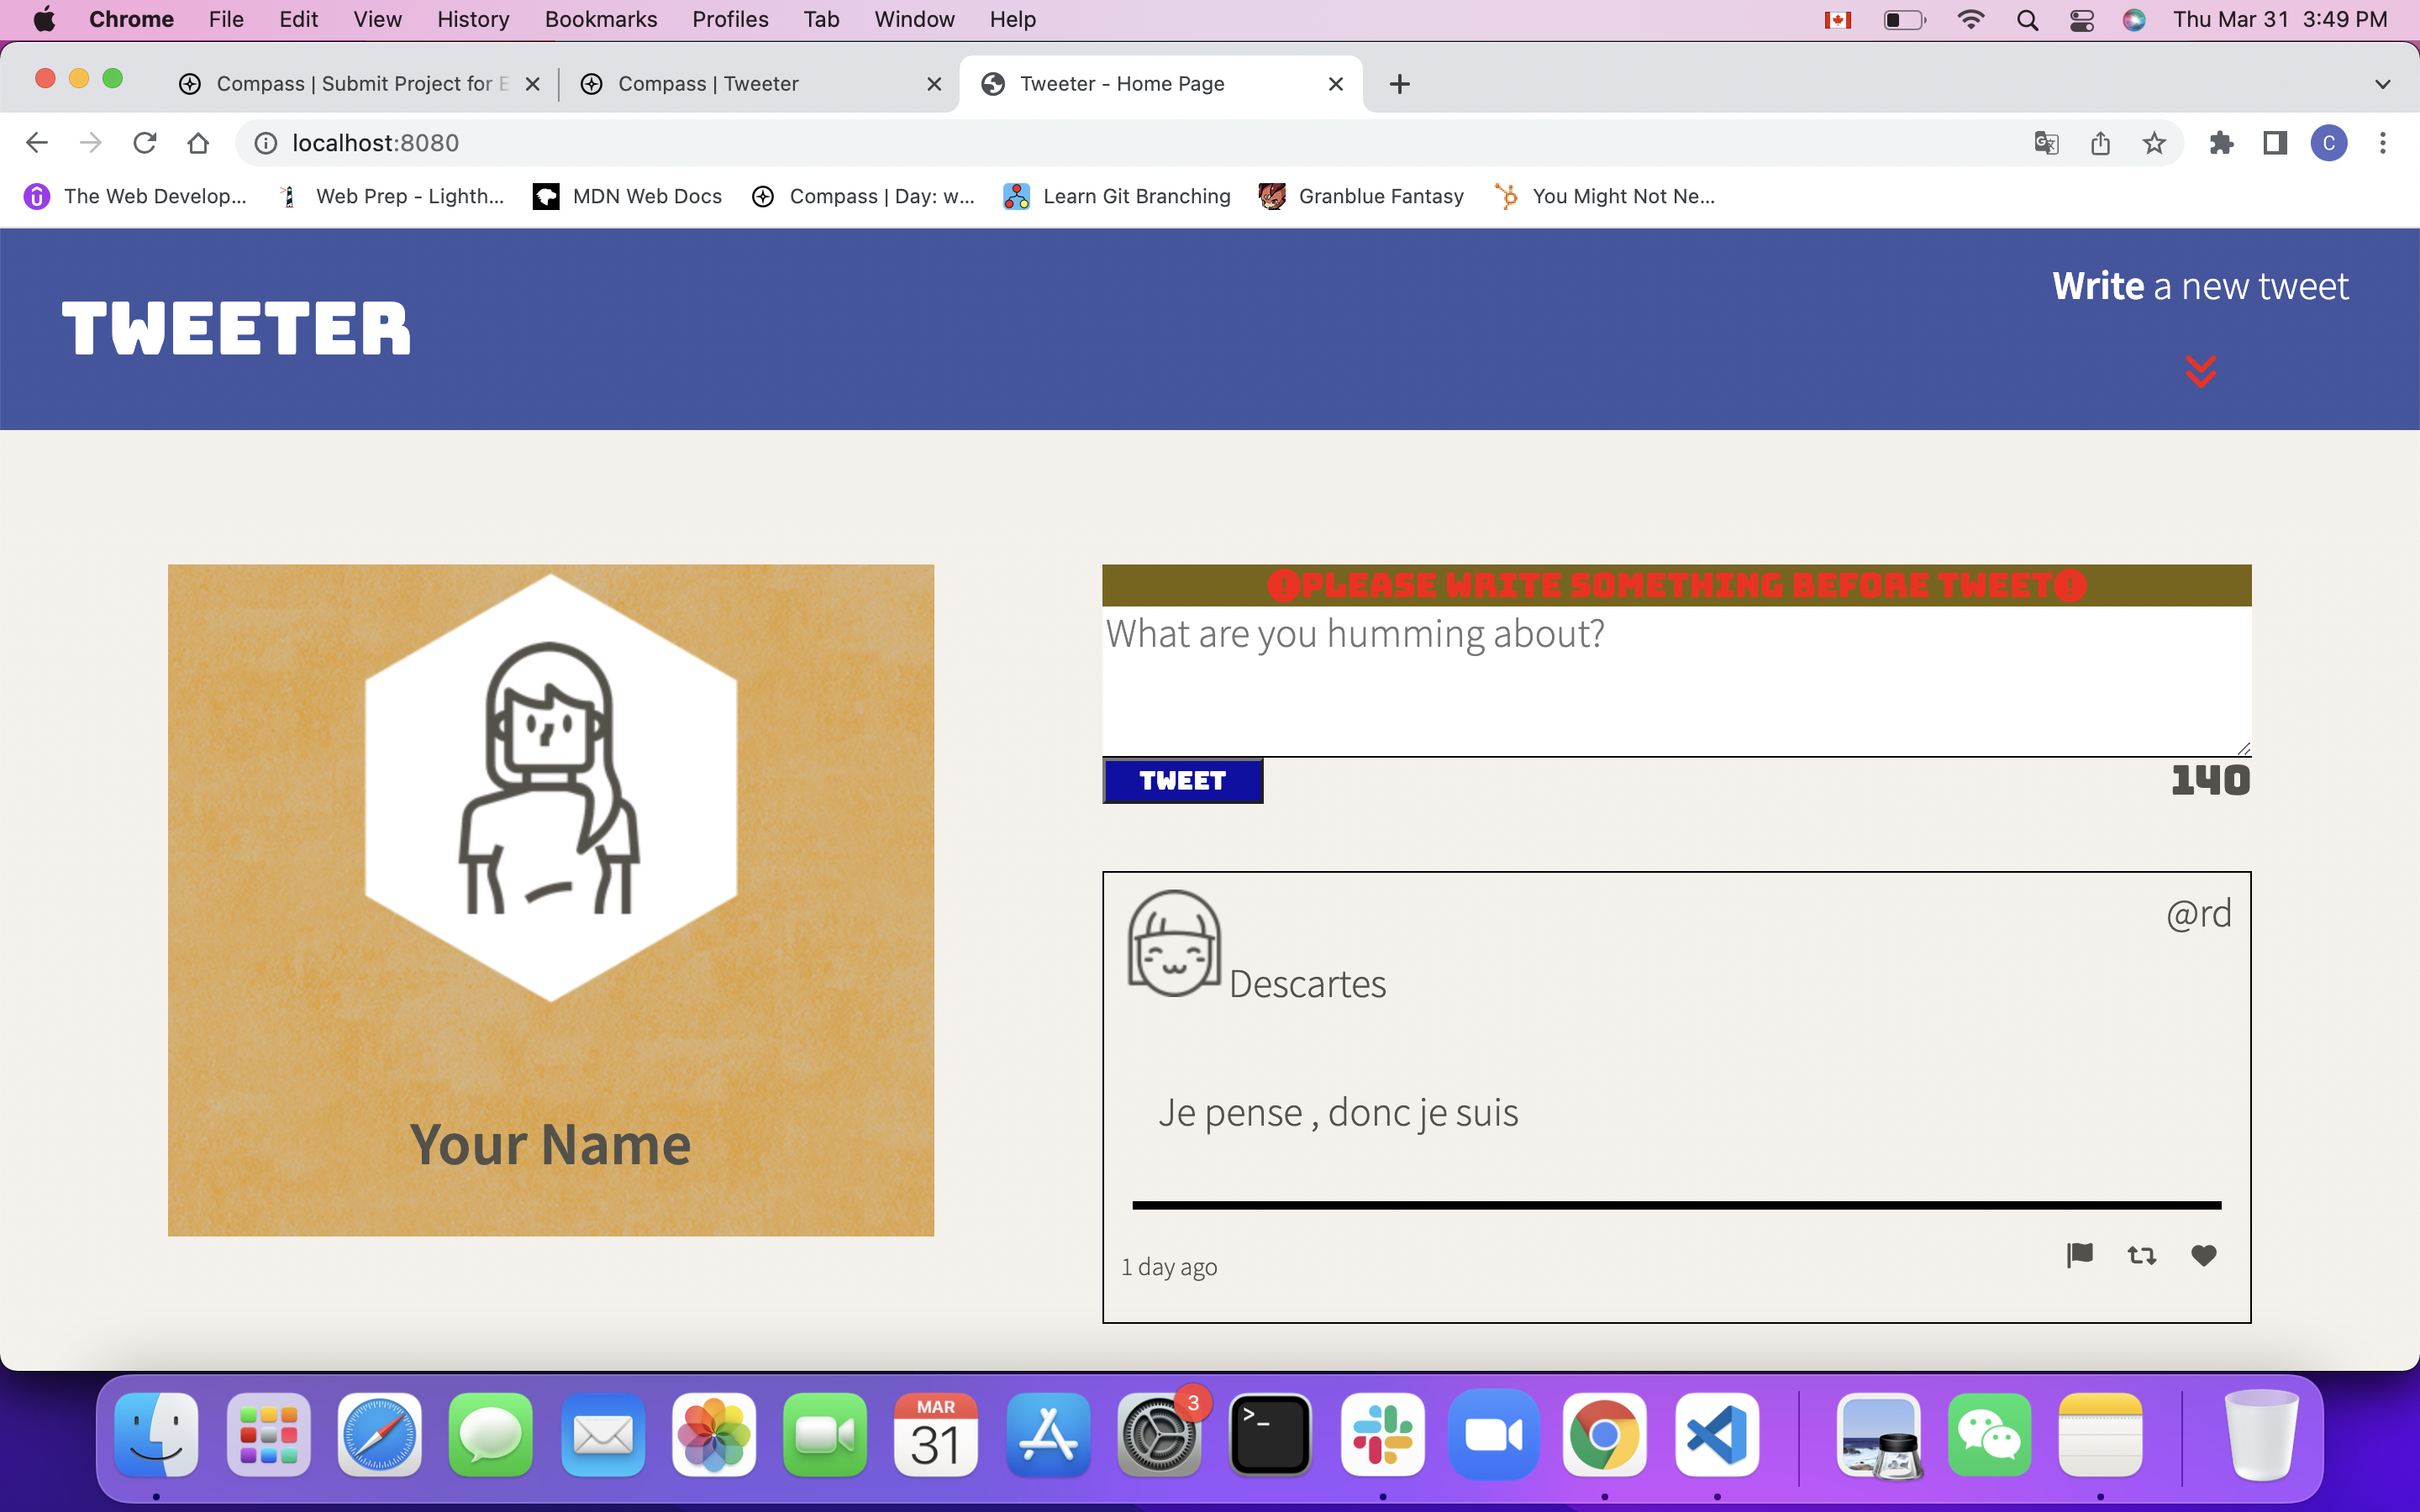 Chrome File Edit View History Bookmarks Profiles Tab Window Help Thu Mar 31 3:49 PM
Compass | Submit Project for E Compass | Tweeter Tweeter - Home Page
localhost:8080 C
The Web Develop... Web Prep - Lighth... MDN Web Docs Compass | Day: w... Learn Git Branching Granblue Fantasy You Might Not Ne...
Write a new tweet
TWEETER
PLEASE WRITE SOMETHING BEFORE TWEET
What are you humming about?
TWEET 140
@rd
Descartes
Je pense , donc je suis
Your Name
1 day ago
MAR
31
3